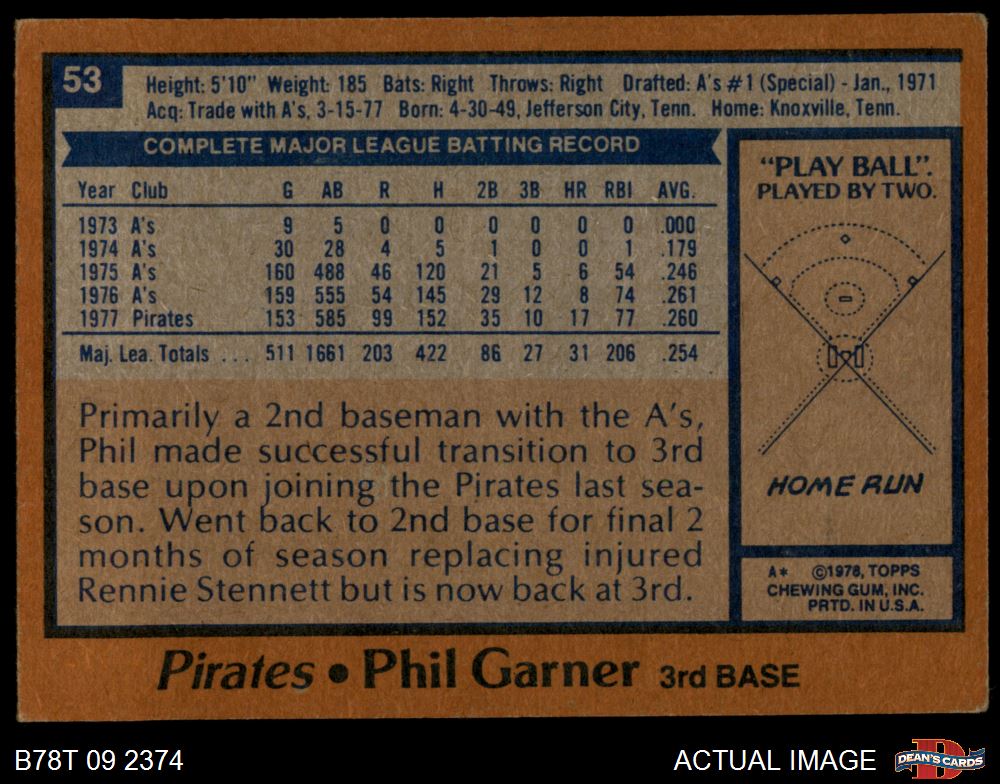 53
Height: 5'10" Weight: 185 Bats: Right Throws: Right Drafted: A's #1 (Special) - Jan., 1971
Acq: Trade with A's, 3-15-77 Born: 4-30-49, Jefferson City, Tenn. Home: Knoxville, Tenn.
COMPLETE MAJOR LEAGUE BATTING RECORD
Year Club G AB R H 2B 3B HR RBI AVG.
1973 A's 9 5 0 0 0 0 0 0 .000
1974 A's 30 28 4 5 1 0 0 1 .179
1975 A's 160 488 46 120 21 5 6 54 .246
1976 A's 159 555 54 145 29 12 8 74 .261
1977 Pirates 153 585 99 152 35 10 17 77 .260
Maj. Lea. Totals ... 511 1661 203 422 86 27 31 206 .254
Primarily a 2nd baseman with the A's,
Phil made successful transition to 3rd
base upon joining the Pirates last sea-
son. Went back to 2nd base for final 2
months of season replacing injured
Rennie Stennett but is now back at 3rd.
"PLAY BALL".
PLAYED BY TWO.
HOME RUN
A* ©1978, TOPPS
CHEWING GUM, INC.
PRTD. IN U.S.A.
Pirates • Phil Garner 3rd BASE
B78T 09 2374
ACTUAL IMAGE
D
DEAN'S CARDS